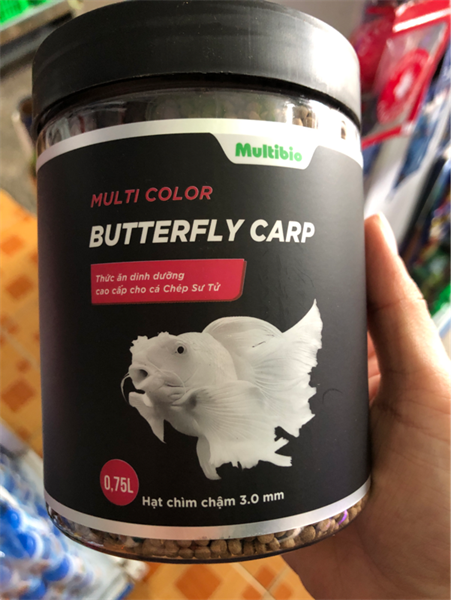 Multibio
MULTI COLOR
BUTTERFLY CARP
Thức ăn dinh dưỡng
cao cấp cho cá Chép Sư Tử
0,75L
Hạt chìm chậm 3.0 mm